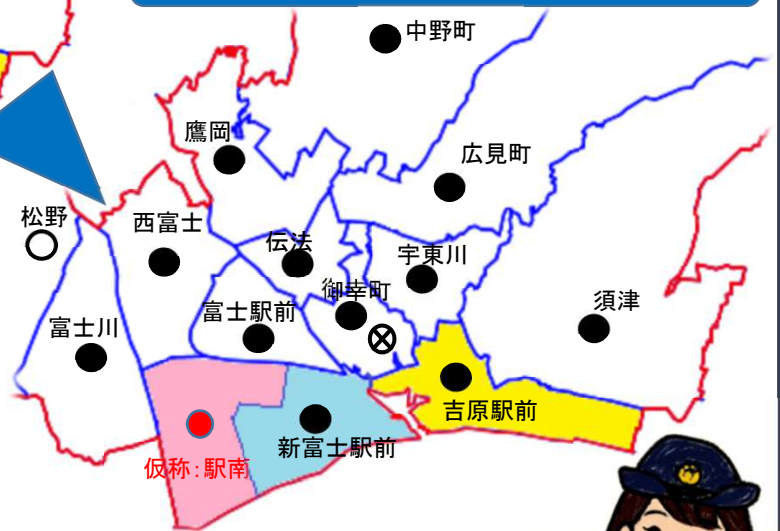 中野町
鷹岡
広見町
松野
西富士
伝法
宇東川
御幸町
須津
富士駅前
富士川
吉原駅前
新富士駅前
仮称：駅南